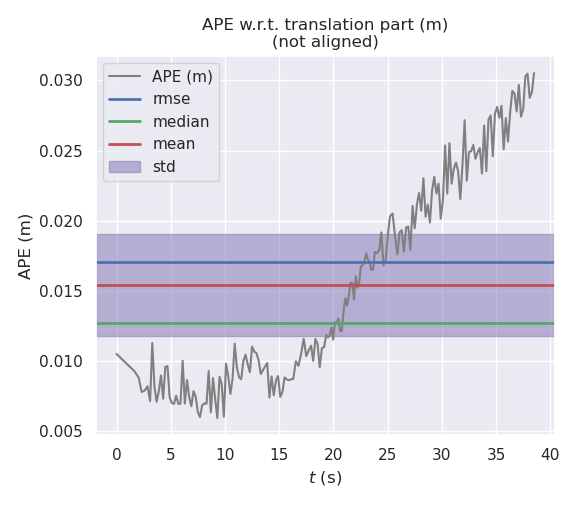 APE w.r.t. translation part (m)
(not aligned)
APE (m)
rmse
median
mean
std
APE (m)
0.030
0.025
0.020
0.015
0.010
0.005
0 5 10 15 20 25 30 35 40
t (s)